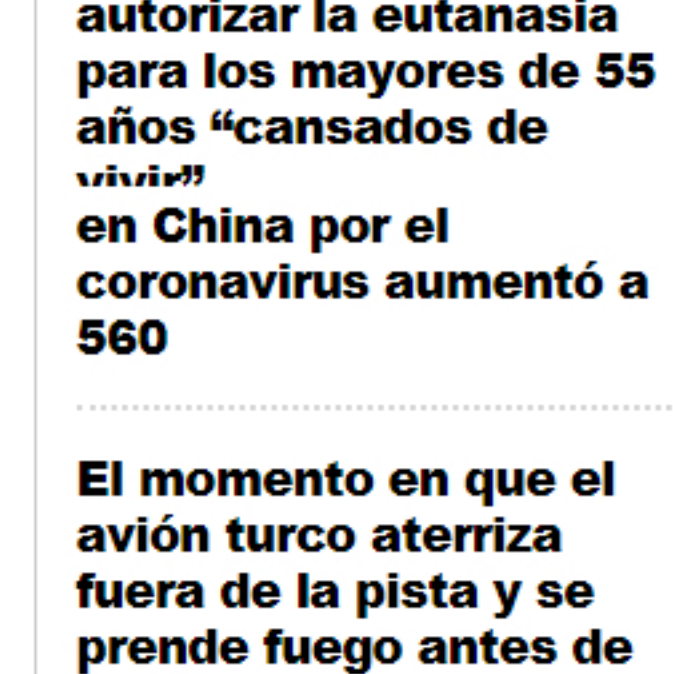 autorizar la eutanasia
para los mayores de 55
años “cansados de
vivir”
en China por el
coronavirus aumentó a
560
El momento en que el
avión turco aterriza
fuera de la pista y se
prende fuego antes de